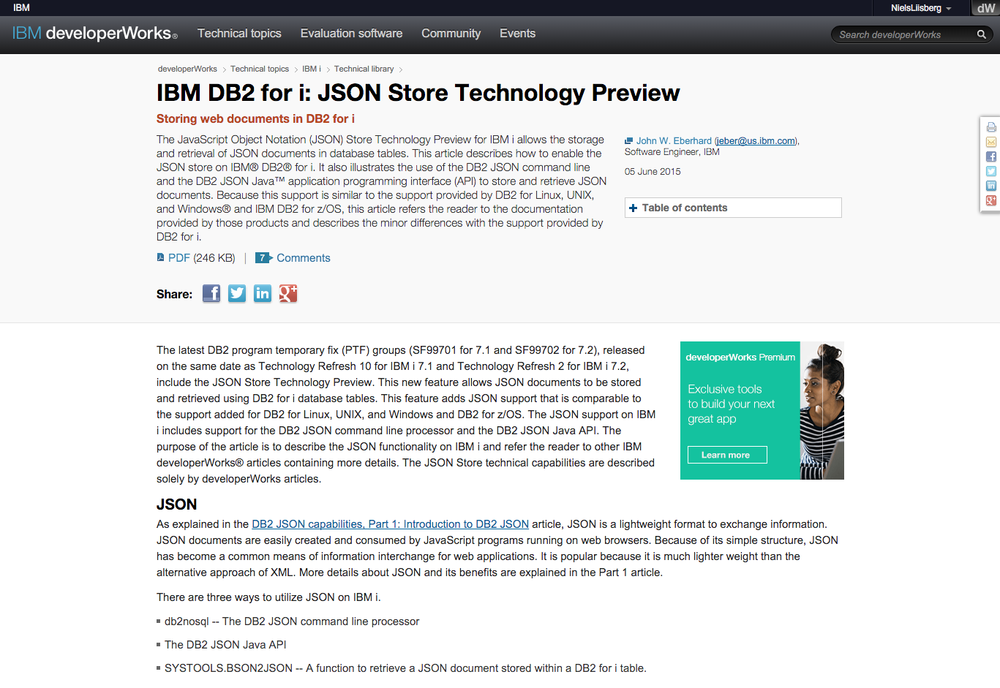 IBM
NielsLiisberg
dW
IBM developerWorks®
Technical topics
Evaluation software
Community
Events
Search developerWorks
developerWorks > Technical topics > IBM i > Technical library >
IBM DB2 for i: JSON Store Technology Preview
Storing web documents in DB2 for i
The JavaScript Object Notation (JSON) Store Technology Preview for IBM i allows the storage
and retrieval of JSON documents in database tables. This article describes how to enable the
JSON store on IBM® DB2® for i. It also illustrates the use of the DB2 JSON command line
and the DB2 JSON Java™ application programming interface (API) to store and retrieve JSON
documents. Because this support is similar to the support provided by DB2 for Linux, UNIX,
and Windows® and IBM DB2 for z/OS, this article refers the reader to the documentation
provided by those products and describes the minor differences with the support provided by
DB2 for i.
John W. Eberhard (jeber@us.ibm.com),
Software Engineer, IBM
05 June 2015
+ Table of contents
PDF (246 KB) | 7 Comments
Share: f in g+
The latest DB2 program temporary fix (PTF) groups (SF99701 for 7.1 and SF99702 for 7.2), released
on the same date as Technology Refresh 10 for IBM i 7.1 and Technology Refresh 2 for IBM i 7.2,
include the JSON Store Technology Preview. This new feature allows JSON documents to be stored
and retrieved using DB2 for i database tables. This feature adds JSON support that is comparable to
the support added for DB2 for Linux, UNIX, and Windows and DB2 for z/OS. The JSON support on IBM
i includes support for the DB2 JSON command line processor and the DB2 JSON Java API. The
purpose of the article is to describe the JSON functionality on IBM i and refer the reader to other IBM
developerWorks® articles containing more details. The JSON Store technical capabilities are described
solely by developerWorks articles.
developerWorks Premium
Exclusive tools
to build your next
great app
Learn more
JSON
As explained in the DB2 JSON capabilities, Part 1: Introduction to DB2 JSON article, JSON is a lightweight format to exchange information.
JSON documents are easily created and consumed by JavaScript programs running on web browsers. Because of its simple structure, JSON
has become a common means of information interchange for web applications. It is popular because it is much lighter weight than the
alternative approach of XML. More details about JSON and its benefits are explained in the Part 1 article.
There are three ways to utilize JSON on IBM i.
▪ db2nosql -- The DB2 JSON command line processor
▪ The DB2 JSON Java API
▪ SYSTOOLS.BSON2JSON -- A function to retrieve a JSON document stored within a DB2 for i table.